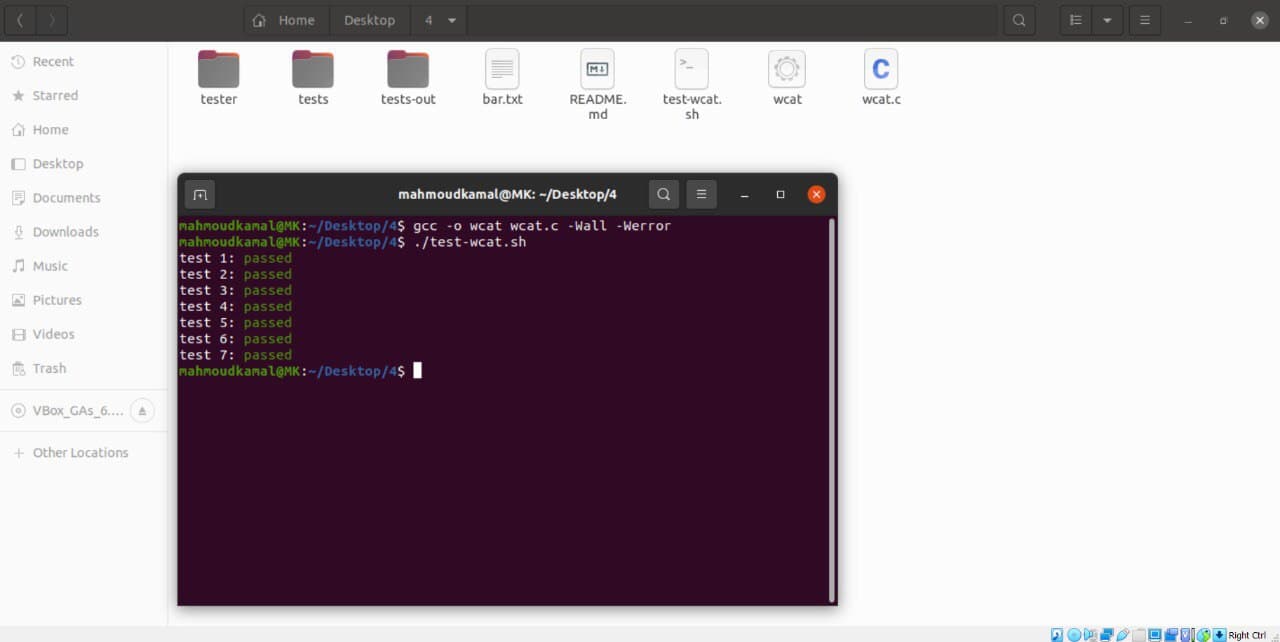 Home Desktop 4
Recent
Starred
Home
Desktop
Documents
Downloads
Music
Pictures
Videos
Trash
VBox_GAs_6....
Other Locations
tester tests tests-out bar.txt README. test-wcat. wcat wcat.c
md sh
M↓ >_ C
mahmoudkamal@MK: ~/Desktop/4
mahmoudkamal@MK:~/Desktop/4$ gcc -o wcat wcat.c -Wall -Werror
mahmoudkamal@MK:~/Desktop/4$ ./test-wcat.sh
test 1: passed
test 2: passed
test 3: passed
test 4: passed
test 5: passed
test 6: passed
test 7: passed
mahmoudkamal@MK:~/Desktop/4$
Right Ctrl